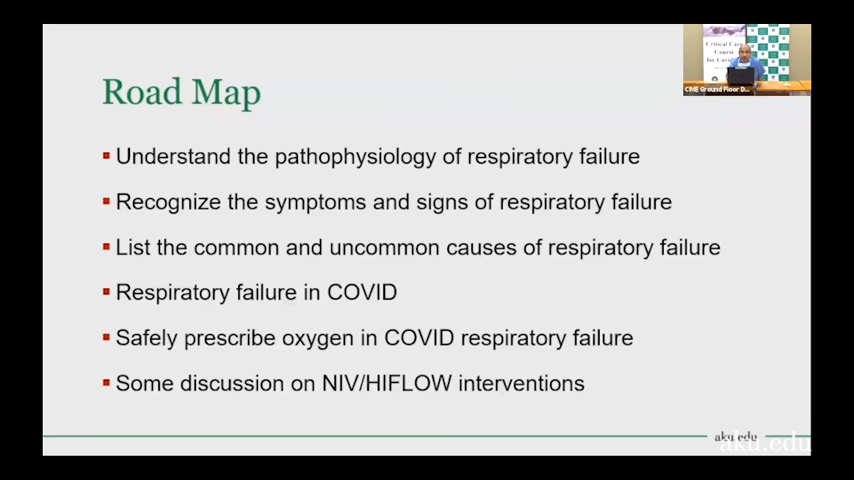 Road Map
Understand the pathophysiology of respiratory failure
Recognize the symptoms and signs of respiratory failure
List the common and uncommon causes of respiratory failure
Respiratory failure in COVID
Safely prescribe oxygen in COVID respiratory failure
Some discussion on NIV/HIFLOW interventions
Critical Care
Course
for Covid
CME Ground Floor D...
aku.edu
aku.edu